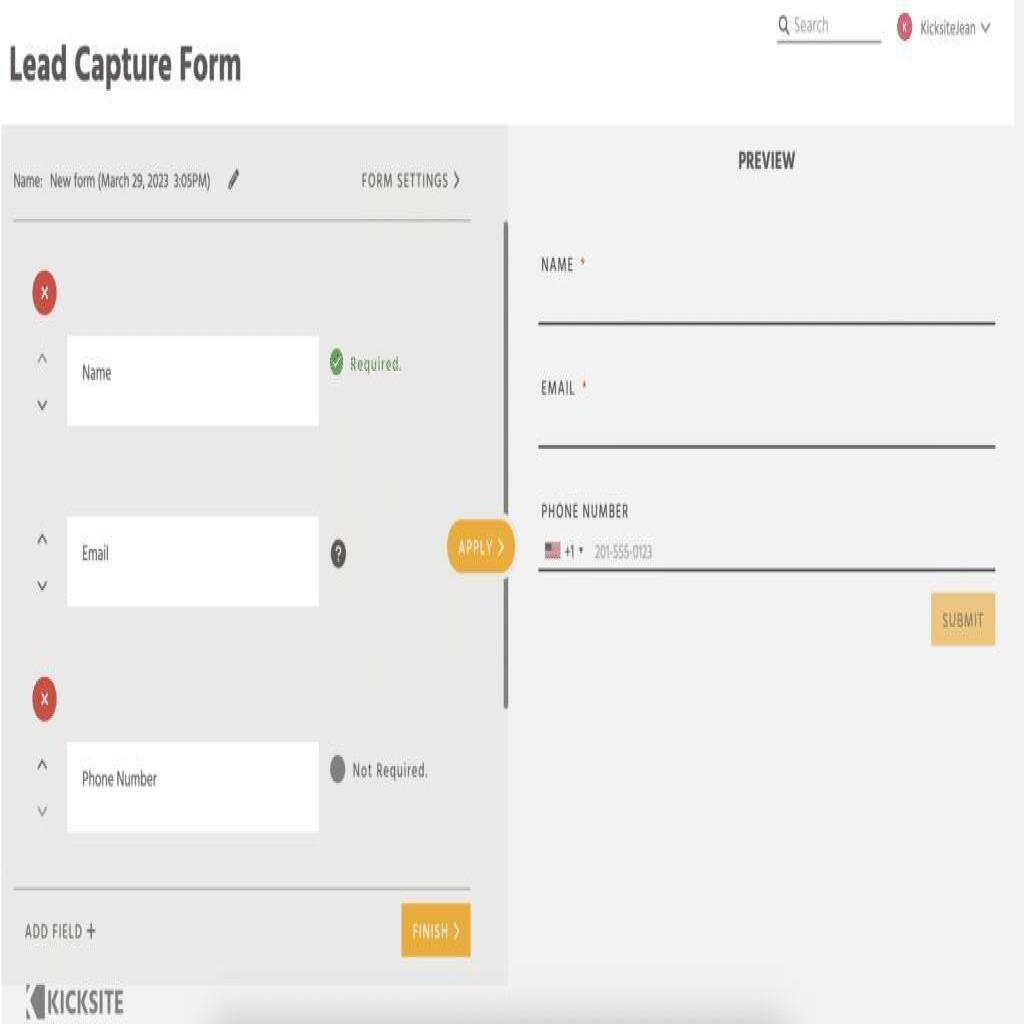 Search
KicksiteJean
Lead Capture Form
Name: New form (March 29, 2023 3:05PM)
FORM SETTINGS
Name
Required.
Email
?
APPLY
Phone Number
Not Required.
ADD FIELD +
FINISH
KICKSITE
PREVIEW
NAME *
EMAIL *
PHONE NUMBER
+1 201-555-0123
SUBMIT